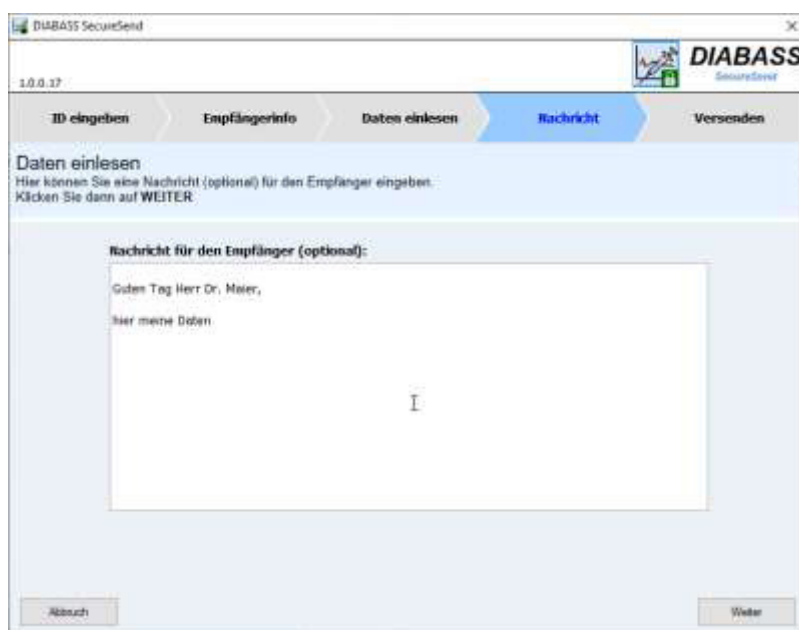 DIABASS SecureSend
DIABASS
SecureSend
1.0.0.17
ID eingeben
Empfängerinfo
Daten einlesen
Nachricht
Versenden
Daten einlesen
Hier können Sie eine Nachricht (optional) für den Empfänger eingeben.
Klicken Sie dann auf WEITER
Nachricht für den Empfänger (optional):
Guten Tag Herr Dr. Maier,
hier meine Daten
Abbruch
Weiter